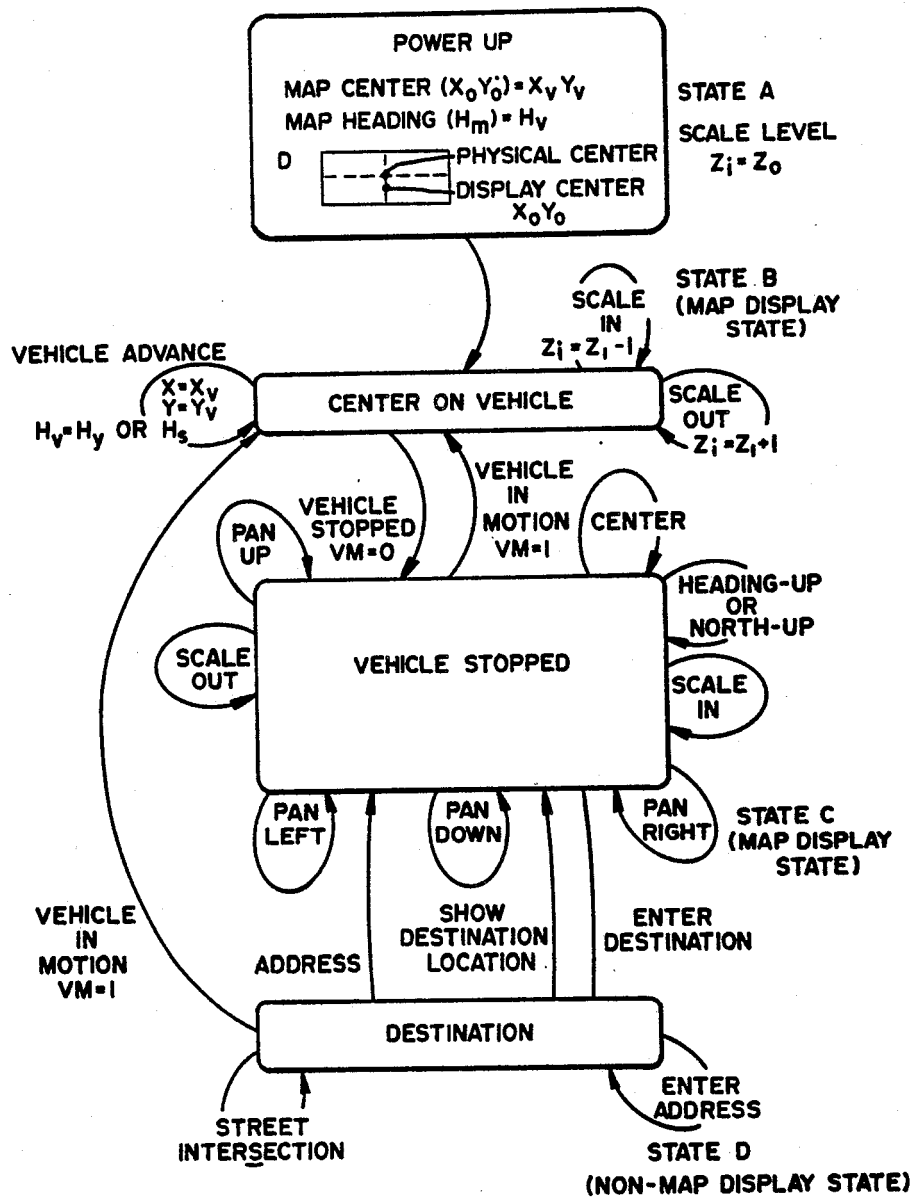 POWER UP
MAP CENTER (X₀Y₀)=XᵥYᵥ
MAP HEADING (Hₘ)=Hᵥ
D
PHYSICAL CENTER
DISPLAY CENTER
X₀Y₀
STATE A
SCALE LEVEL
Zᵢ=Z₀
STATE B
(MAP DISPLAY
STATE)
SCALE
IN
Zᵢ=Z₁-1
VEHICLE ADVANCE
X=Xᵥ
Y=Yᵥ
Hᵥ=Hᵧ OR Hₛ
CENTER ON VEHICLE
SCALE
OUT
Zᵢ=Z₁+1
VEHICLE
STOPPED
VM=0
VEHICLE
IN
MOTION
VM=1
PAN
UP
CENTER
HEADING-UP
OR
NORTH-UP
SCALE
OUT
VEHICLE STOPPED
SCALE
IN
PAN
LEFT
PAN
DOWN
PAN
RIGHT
STATE C
(MAP DISPLAY
STATE)
VEHICLE
IN
MOTION
VM=1
ADDRESS
SHOW
DESTINATION
LOCATION
ENTER
DESTINATION
DESTINATION
STREET
INTERSECTION
ENTER
ADDRESS
STATE D
(NON-MAP DISPLAY STATE)